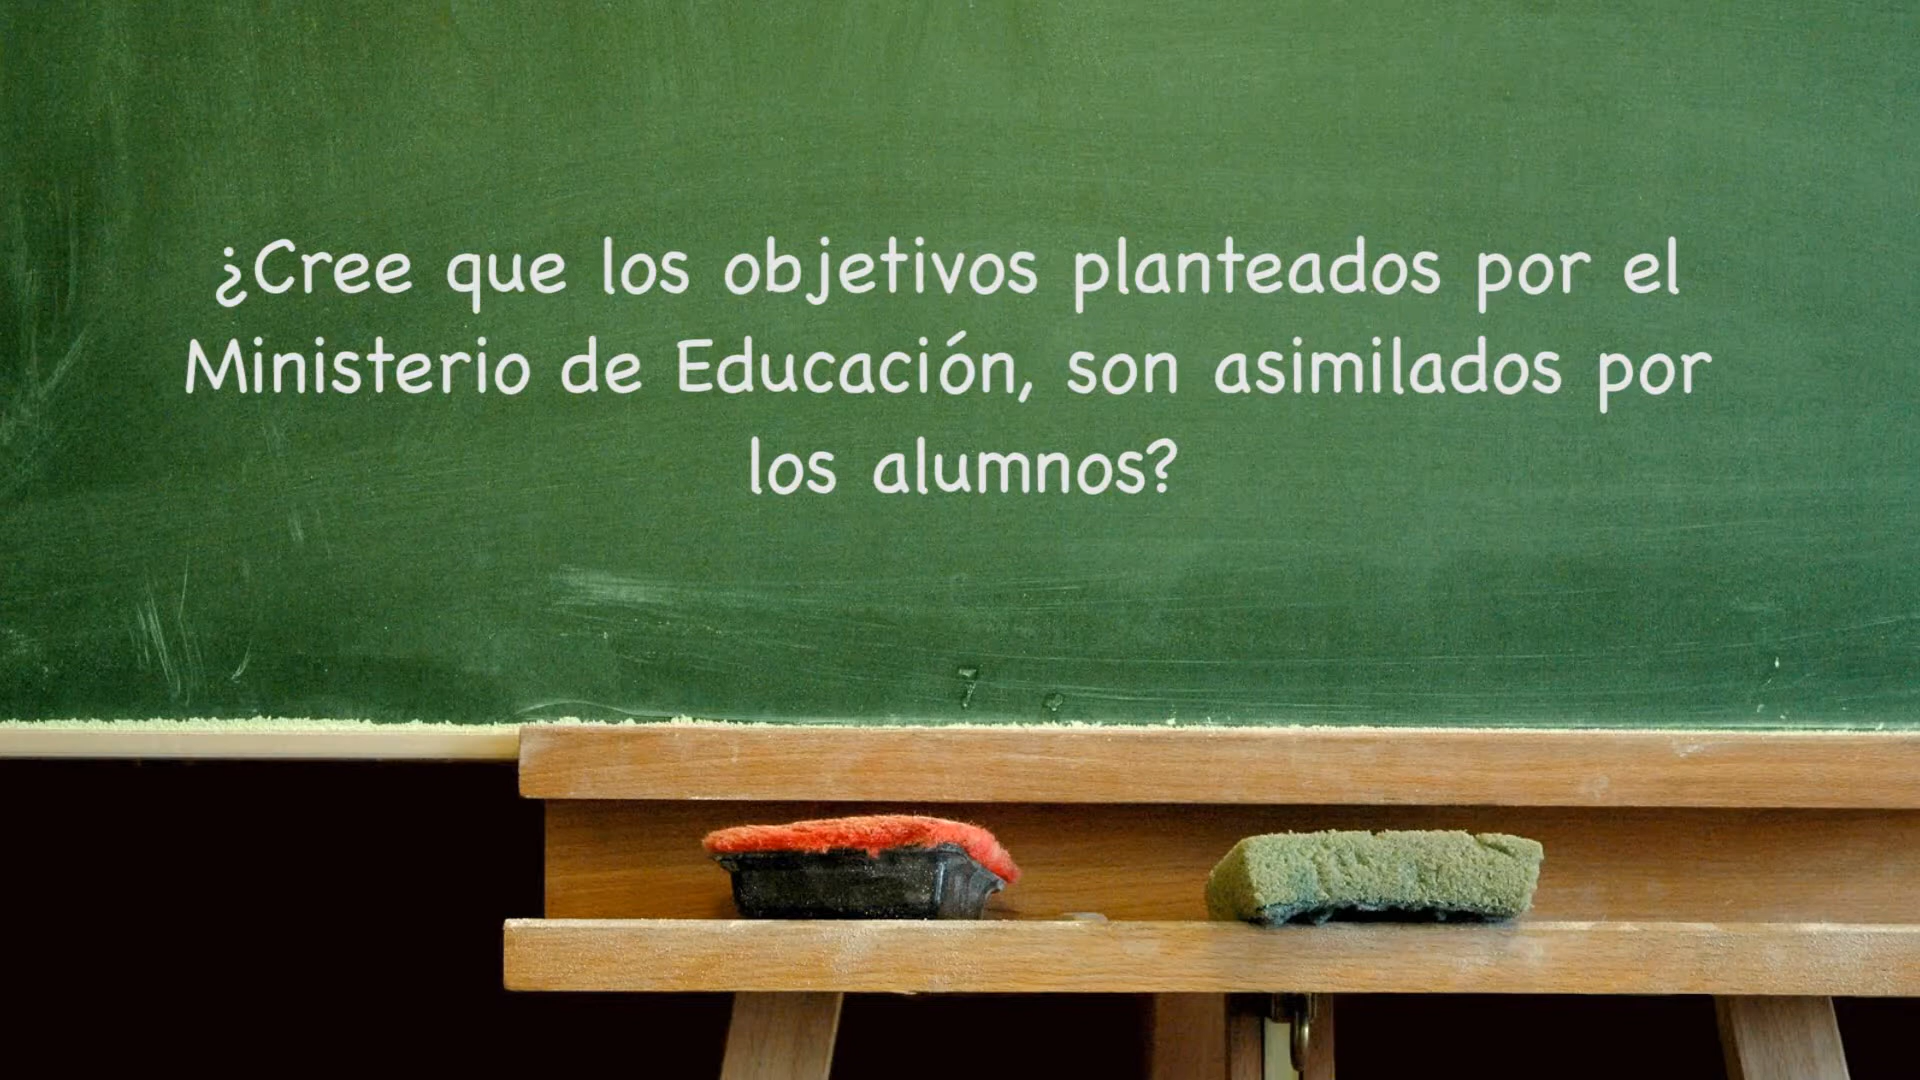 ¿Cree que los objetivos planteados por el
Ministerio de Educación, son asimilados por
los alumnos?